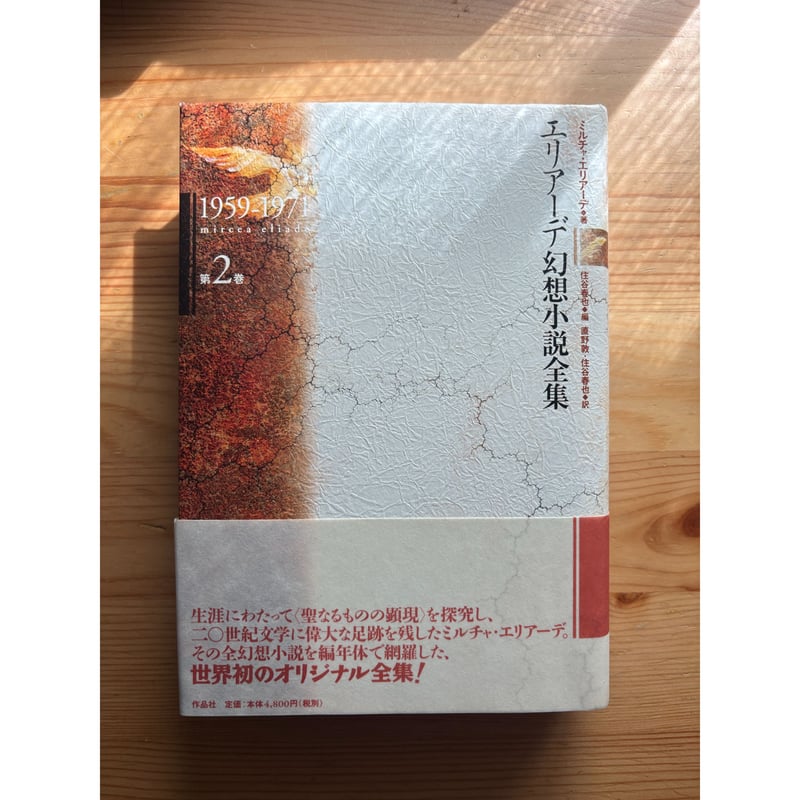 ミルチャ・エリアーデ◆著
エリアーデ幻想小説全集
住谷春也◆編 直野敦・住谷春也◆訳
1959-1971
mircea eliade
第2巻
生涯にわたって〈聖なるものの顕現〉を探究し、
二〇世紀文学に偉大な足跡を残したミルチャ・エリアーデ。
その全幻想小説を編年体で網羅した、
世界初のオリジナル全集!
作品社 定価:本体4,800円(税別)